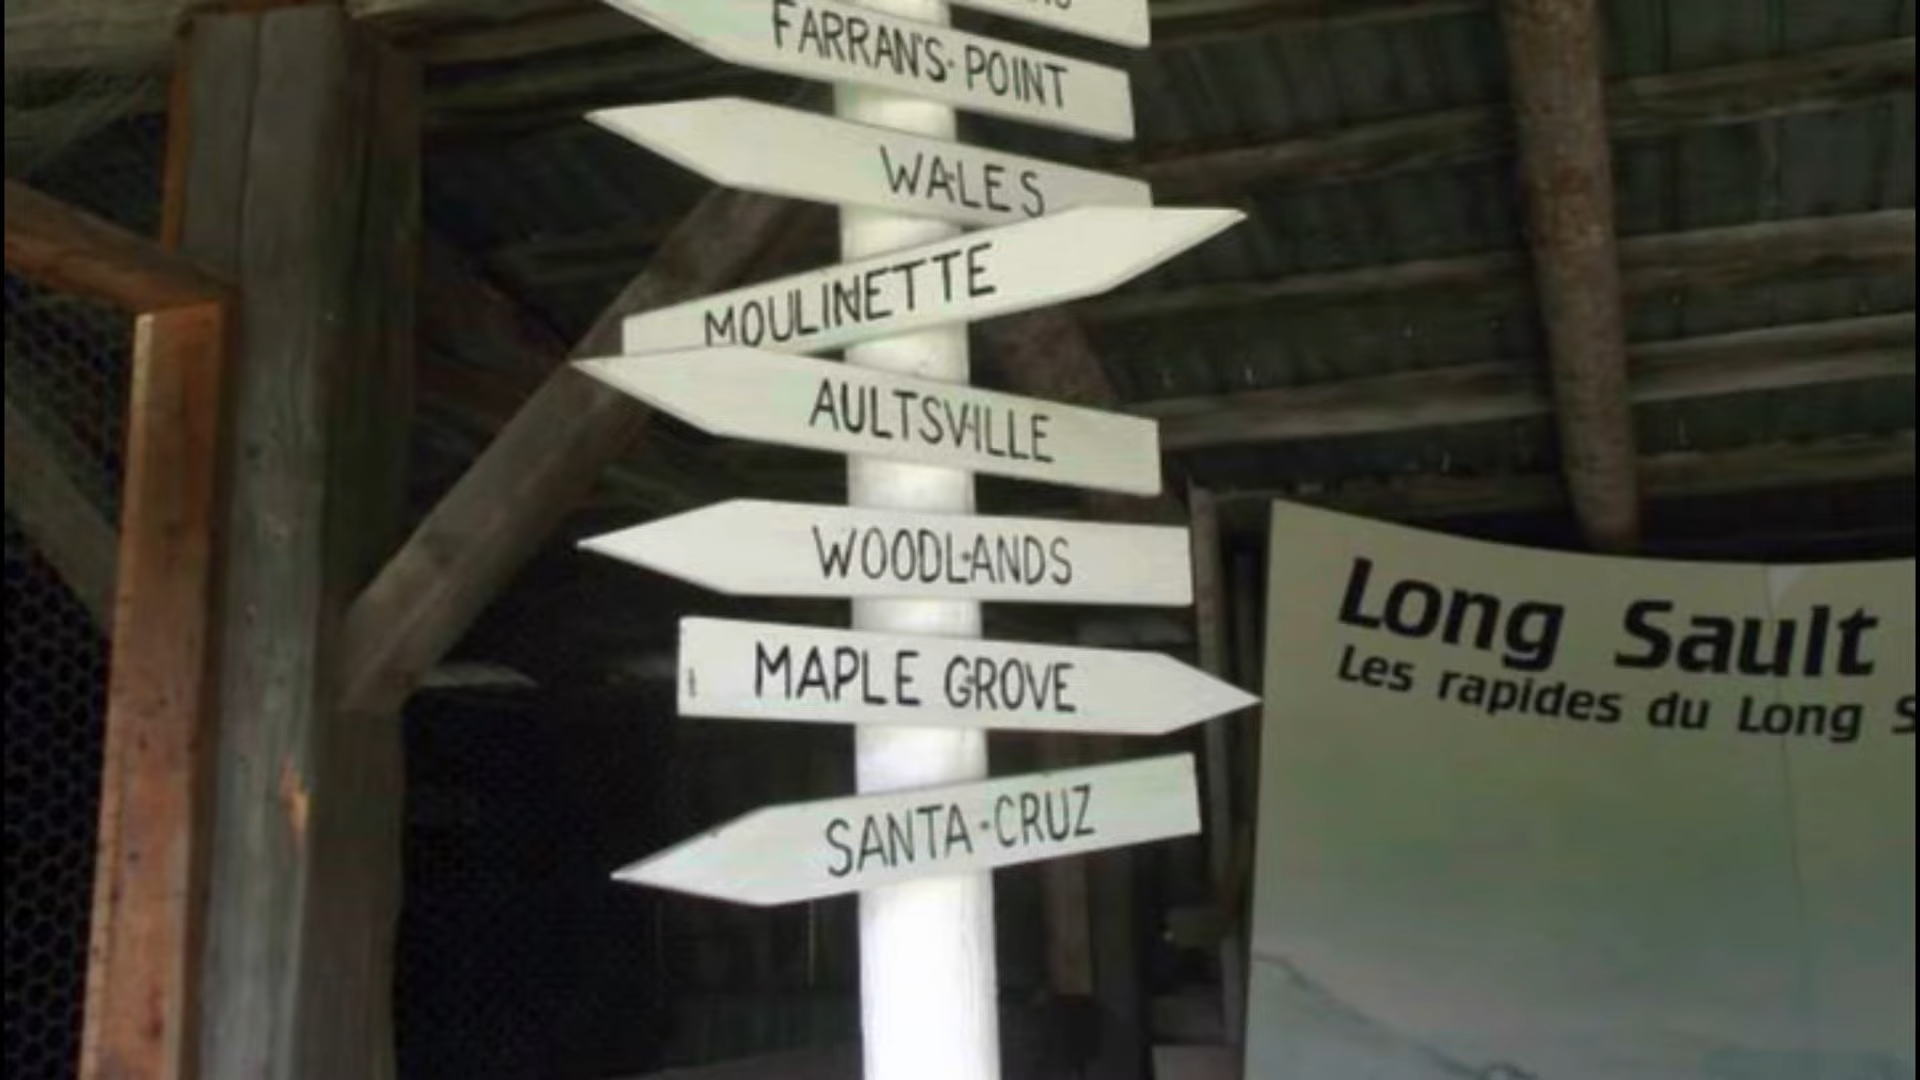 FARRAN'S-POINT
WALES
MOULINETTE
AULTSVILLE
WOODLANDS
MAPLE GROVE
SANTA-CRUZ
Long Sault
Les rapides du Long